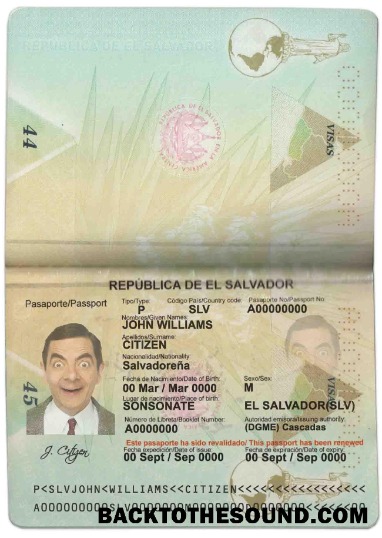 REPÚBLICA DE EL SALVADOR
44
VISAS
REPÚBLICA DE EL SALVADOR
Pasaporte/Passport
Tipo/Type: Código País/Country code Pasaporte No/Passport No:
P SLV A00000000
Nombres/Given Names:
JOHN WILLIAMS
Apellidos/Surname:
CITIZEN
Nacionalidad/Nationality
Salvadoreña
Fecha de Nacimiento/Date of Birth: Sexo/Sex:
00 Mar / Mar 0000 M
Lugar de nacimiento/Place of birth:
SONSONATE EL SALVADOR(SLV)
Número de Libreta/Booklet Number: Autoridad emisora/Issuing authority:
A0000000 (DGME) Cascadas
45
VISAS
Este pasaporte ha sido revalidado/ This passport has been renewed
Fecha expedición/Date of issue: Fecha de expiración/Date of expiry:
00 Sept / Sep 0000 00 Sept / Sep 0000
J. Citizen
P<SLVJOHN<WILLIAMS<<CITIZEN<<<<<<<<<<<<<<<<<
BACKTOTHESOUND.COM